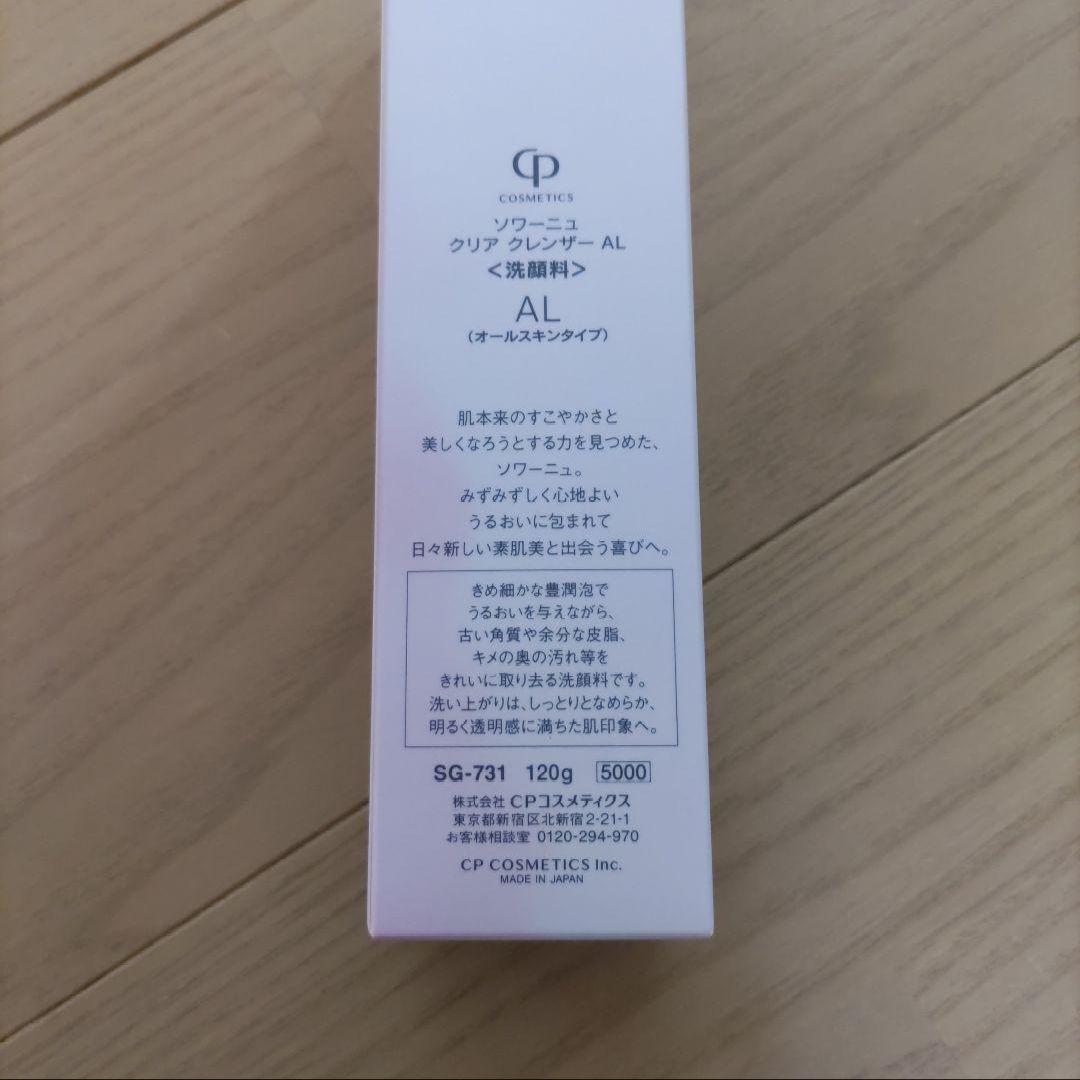 CP
COSMETICS
ソワーニュ
クリア クレンザー AL
<洗顔料>
AL
(オールスキンタイプ)
肌本来のすこやかさと
美しくなろうとする力を見つめた、
ソワーニュ。
みずみずしく心地よい
うるおいに包まれて
日々新しい素肌美と出会う喜びへ。
きめ細かな豊潤泡で
うるおいを与えながら、
古い角質や余分な皮脂、
キメの奥の汚れ等を
きれいに取り去る洗顔料です。
洗い上がりは、しっとりとなめらか、
明るく透明感に満ちた肌印象へ。
SG-731 120g 5000
株式会社 CPコスメティクス
東京都新宿区北新宿2-21-1
お客様相談室 0120-294-970
CP COSMETICS Inc.
MADE IN JAPAN